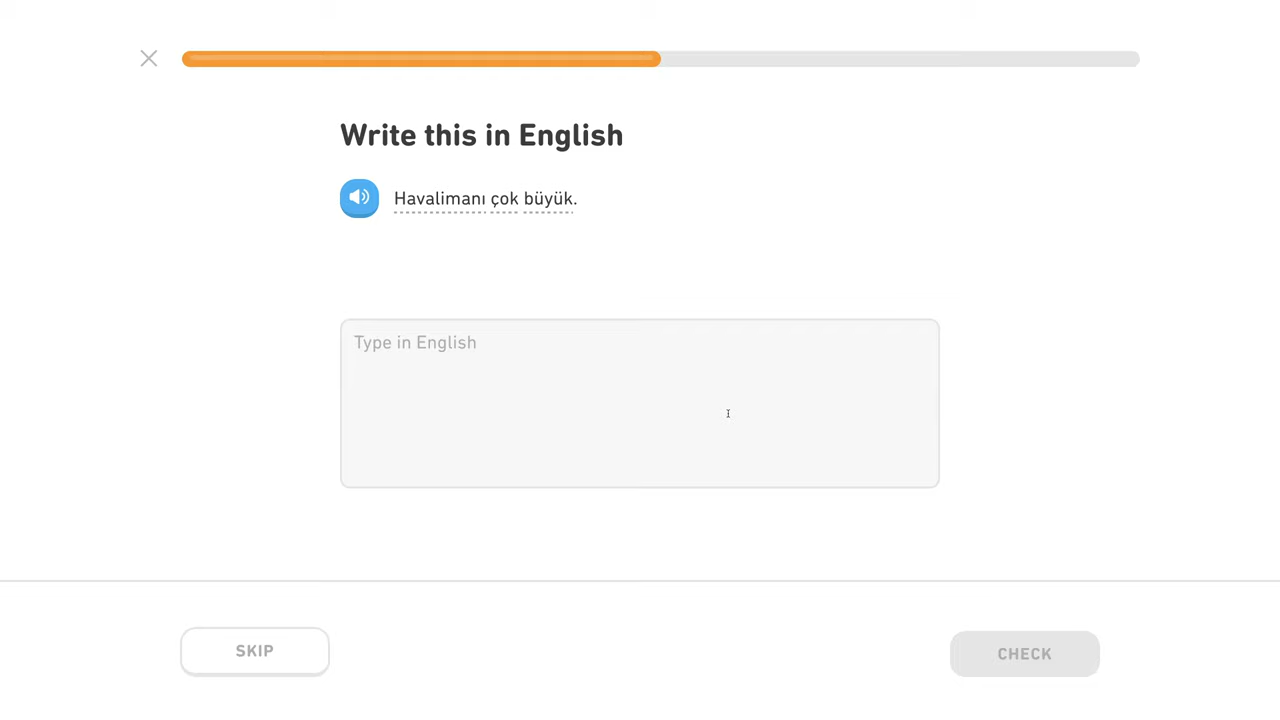 Write this in English
Havalimanı çok büyük.
Type in English
SKIP
CHECK